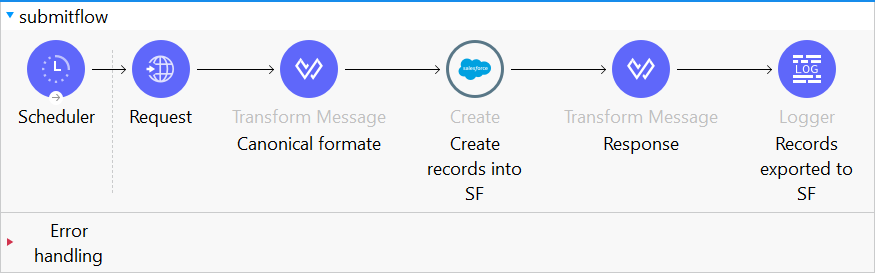 submitflow
Scheduler
Request
Transform Message
Canonical formate
salesforce
Create
Create
records into
SF
Transform Message
Response
LOG
Logger
Records
exported to
SF
Error
handling